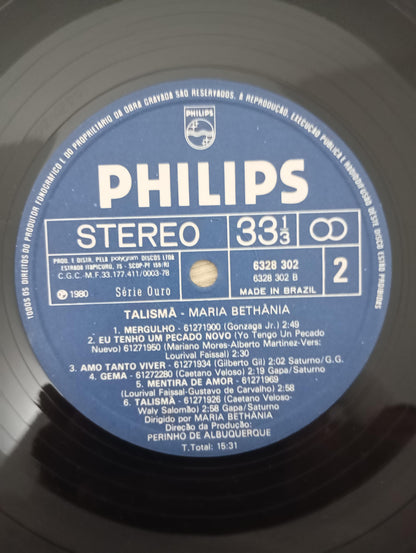 TODOS OS DIREITOS DO PRODUTOR FONOGRÁFICO E DO PROPRIETÁRIO DA OBRA GRAVADA SÃO RESERVADOS. A REPRODUÇÃO, EXECUÇÃO PÚBLICA E RADIODIFUSÃO DESTE DISCO ESTÃO PROIBIDAS
PHILIPS
PHILIPS
STEREO 33 1/3
PROD. E DISTR. PELA polygram DISCOS LTDA
ESTRADA ITAPICURU,
C.G.C.-M.F. 33.177.411/0003-78
6328 302
6328 302 B
2
Ⓟ 1980 Série Ouro
MADE IN BRAZIL
TALISMÃ - MARIA BETHÂNIA
1. MERGULHO - 61271900 (Gonzaga Jr.) 2:49
2. EU TENHO UM PECADO NOVO (Yo Tengo Un Pecado
Nuevo) 61271950 (Mariano Mores-Alberto Martinez-Vers:
Lourival Faissal) 2:30
3. AMO TANTO VIVER - 61271934 (Gilberto Gil) 3:02 Saturno/G.G.
4. GEMA - 61272280 (Caetano Veloso) 2:19 Gapa/Saturno
5. MENTIRA DE AMOR - 61271969
(Lourival Faissal-Gustavo de Carvalho) 2:58
6. TALISMÃ - 61271926 (Caetano Veloso-
Waly Salomão) 2:58 Gapa/Saturno
Dirigido por MARIA BETHÂNIA
Direção da Produção:
PERINHO DE ALBUQUERQUE
T.Total: 15:31